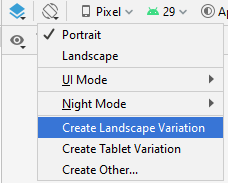 Pixel 29 Ap
Portrait
Landscape
UI Mode
Night Mode
Create Landscape Variation
Create Tablet Variation
Create Other...